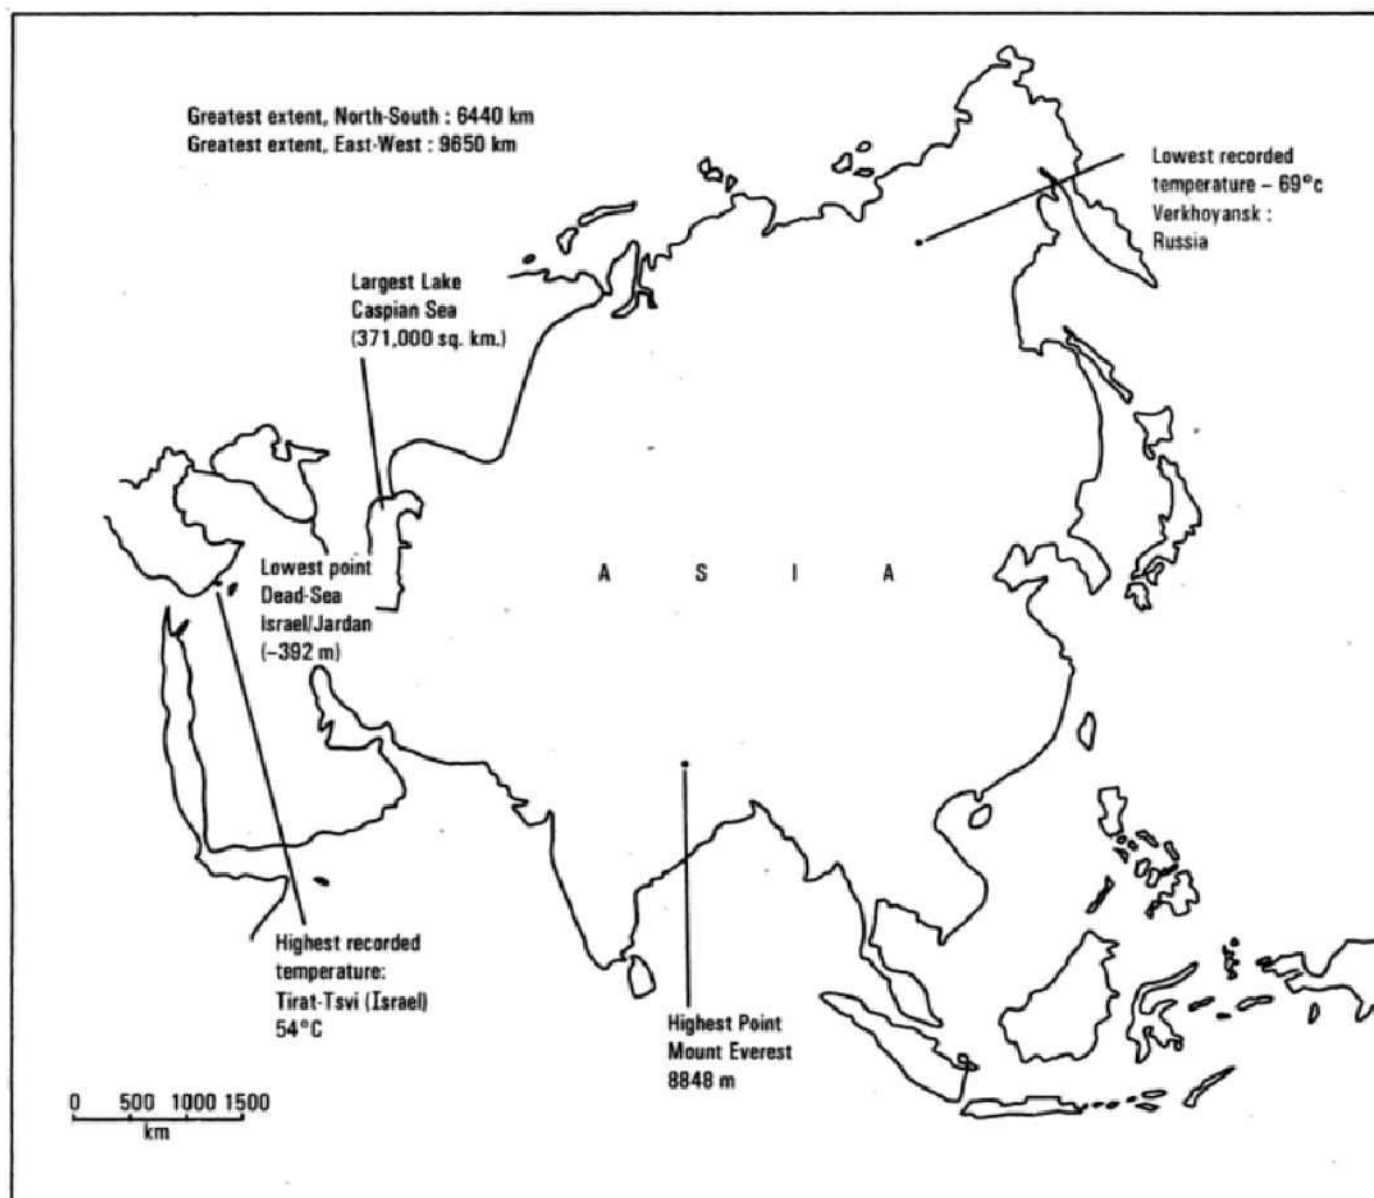 Greatest extent, North-South : 6440 km
Greatest extent, East-West : 9650 km
Lowest recorded
temperature – 69°c
Verkhoyansk :
Russia
Largest Lake
Caspian Sea
(371,000 sq. km.)
A S I A
Lowest point
Dead-Sea
Israel/Jardan
(–392 m)
Highest recorded
temperature:
Tirat-Tsvi (Israel)
54°C
Highest Point
Mount Everest
8848 m
0 500 1000 1500
km